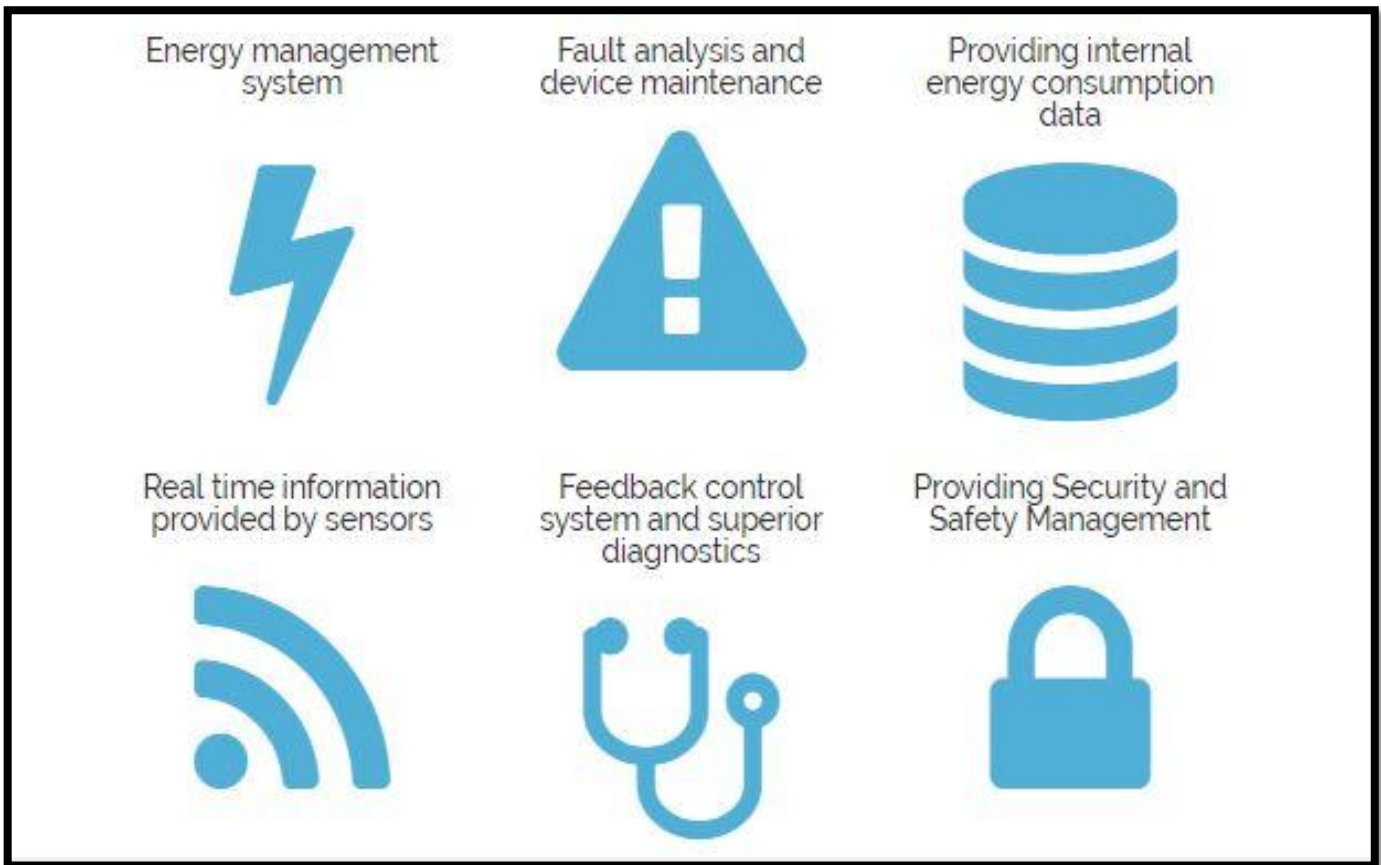 Energy management
system
Fault analysis and
device maintenance
Providing internal
energy consumption
data
Real time information
provided by sensors
Feedback control
system and superior
diagnostics
Providing Security and
Safety Management